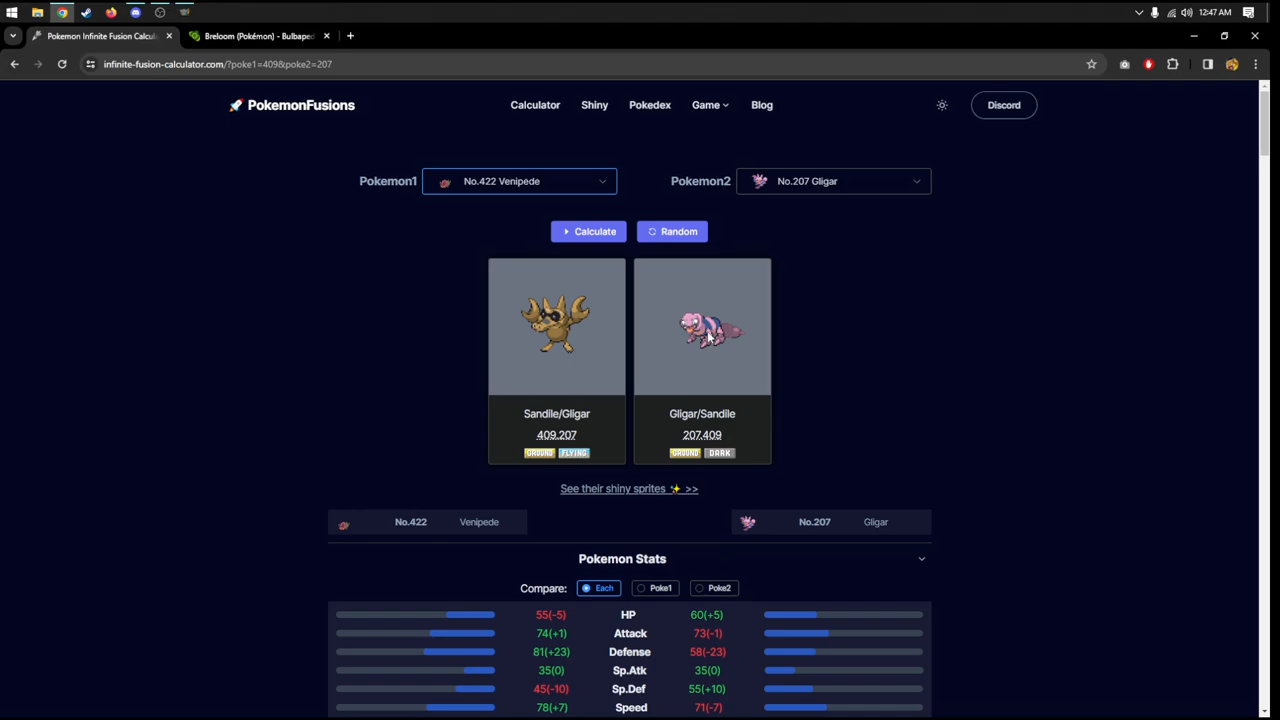 12:47 AM
Pokemon Infinite Fusion Calcul
Breloom (Pokémon) - Bulbaped
infinite-fusion-calculator.com/?poke1=409&poke2=207
PokemonFusions
Calculator Shiny Pokedex Game Blog
Discord
Pokemon1 No.422 Venipede
Pokemon2 No.207 Gligar
Calculate Random
Sandile/Gligar Gligar/Sandile
409.207 207.409
GROUND FLYING GROUND DARK
See their shiny sprites ✨ >>
No.422 Venipede No.207 Gligar
Pokemon Stats
Compare: Each Poke1 Poke2
55(-5) HP 60(+5)
74(+1) Attack 73(-1)
81(+23) Defense 58(-23)
35(0) Sp.Atk 35(0)
45(-10) Sp.Def 55(+10)
78(+7) Speed 71(-7)